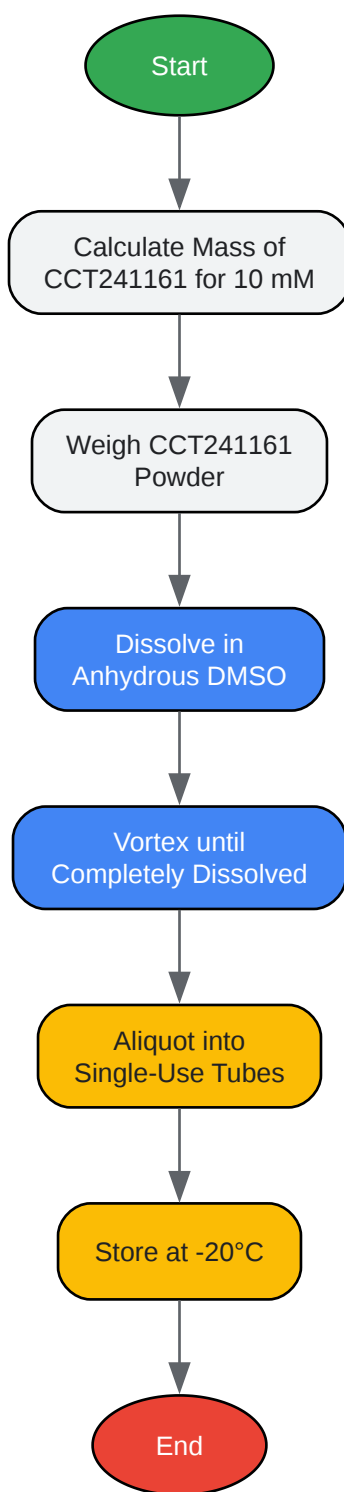 Start
Calculate Mass of
CCT241161 for 10 mM
Weigh CCT241161
Powder
Dissolve in
Anhydrous DMSO
Vortex until
Completely Dissolved
Aliquot into
Single-Use Tubes
Store at -20°C
End